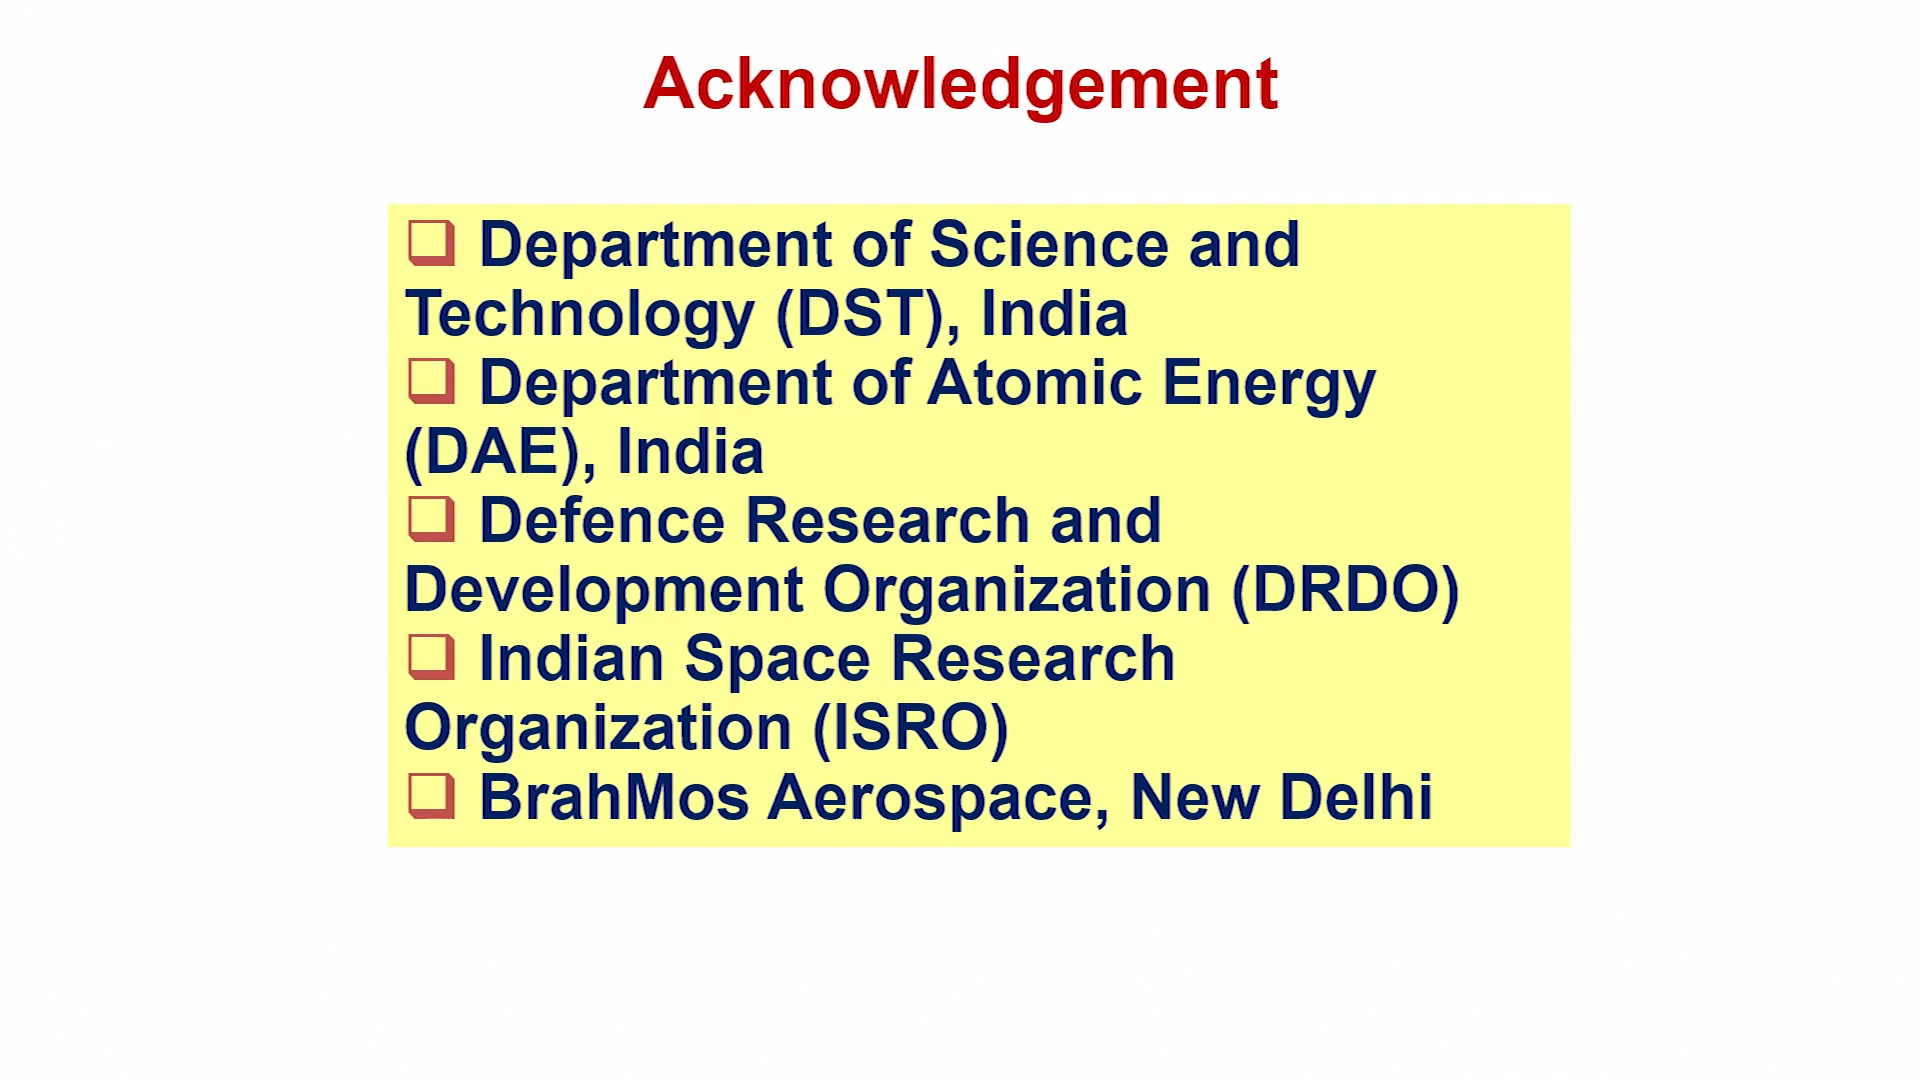 Acknowledgement
❑ Department of Science and
Technology (DST), India
❑ Department of Atomic Energy
(DAE), India
❑ Defence Research and
Development Organization (DRDO)
❑ Indian Space Research
Organization (ISRO)
❑ BrahMos Aerospace, New Delhi